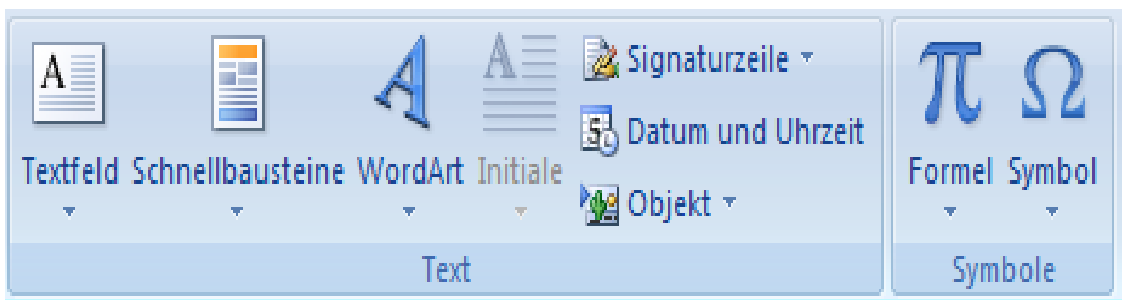 Textfeld
Schnellbausteine
WordArt
Initiale
Signaturzeile
Datum und Uhrzeit
Objekt
Text
Formel
Symbol
Symbole